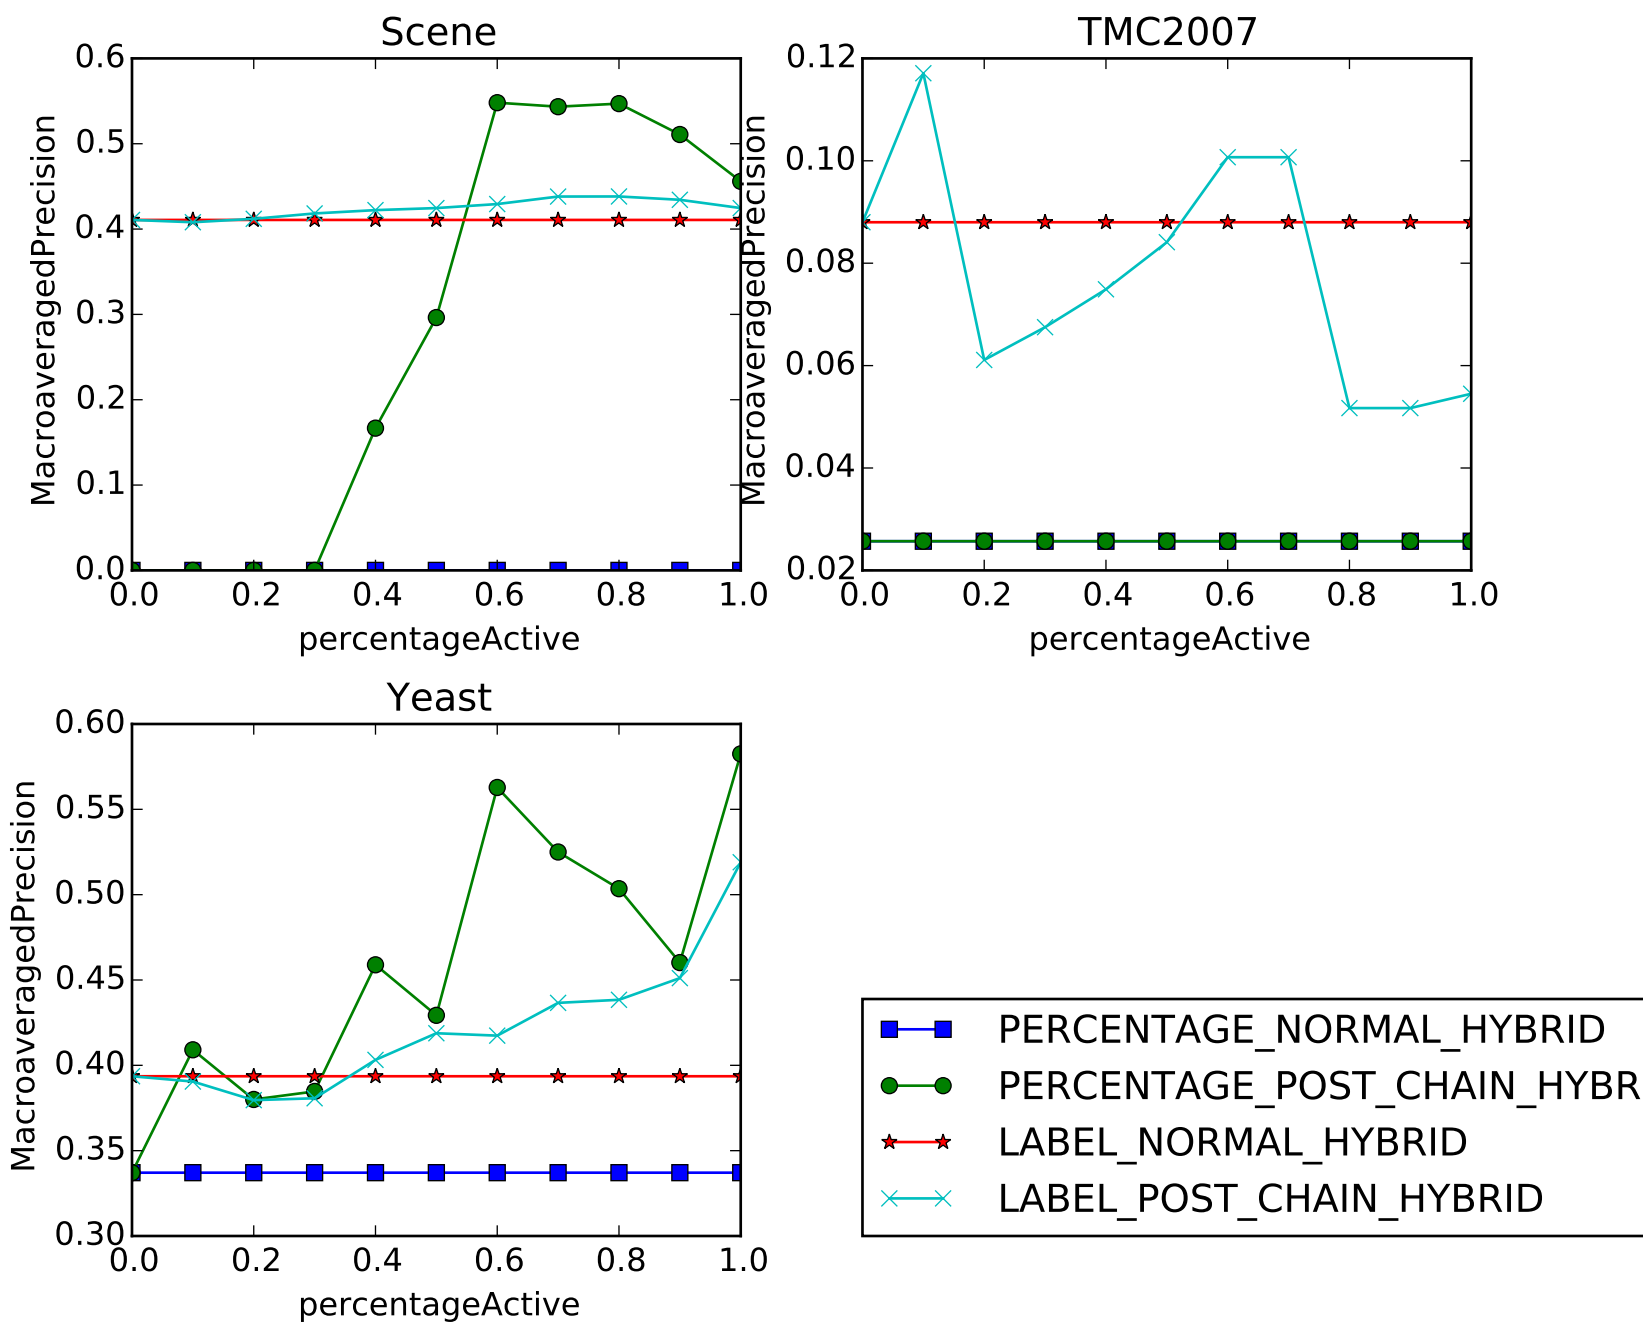 Scene
0.6
0.5
0.4
0.3
0.2
0.1
0.0
MacroaveragedPrecision
0.0 0.2 0.4 0.6 0.8 1.0
percentageActive
TMC2007
0.12
0.10
0.08
0.06
0.04
0.02
MacroaveragedPrecision
0.0 0.2 0.4 0.6 0.8 1.0
percentageActive
Yeast
0.60
0.55
0.50
0.45
0.40
0.35
0.30
MacroaveragedPrecision
0.0 0.2 0.4 0.6 0.8 1.0
percentageActive
PERCENTAGE_NORMAL_HYBRID
PERCENTAGE_POST_CHAIN_HYBR
LABEL_NORMAL_HYBRID
LABEL_POST_CHAIN_HYBRID